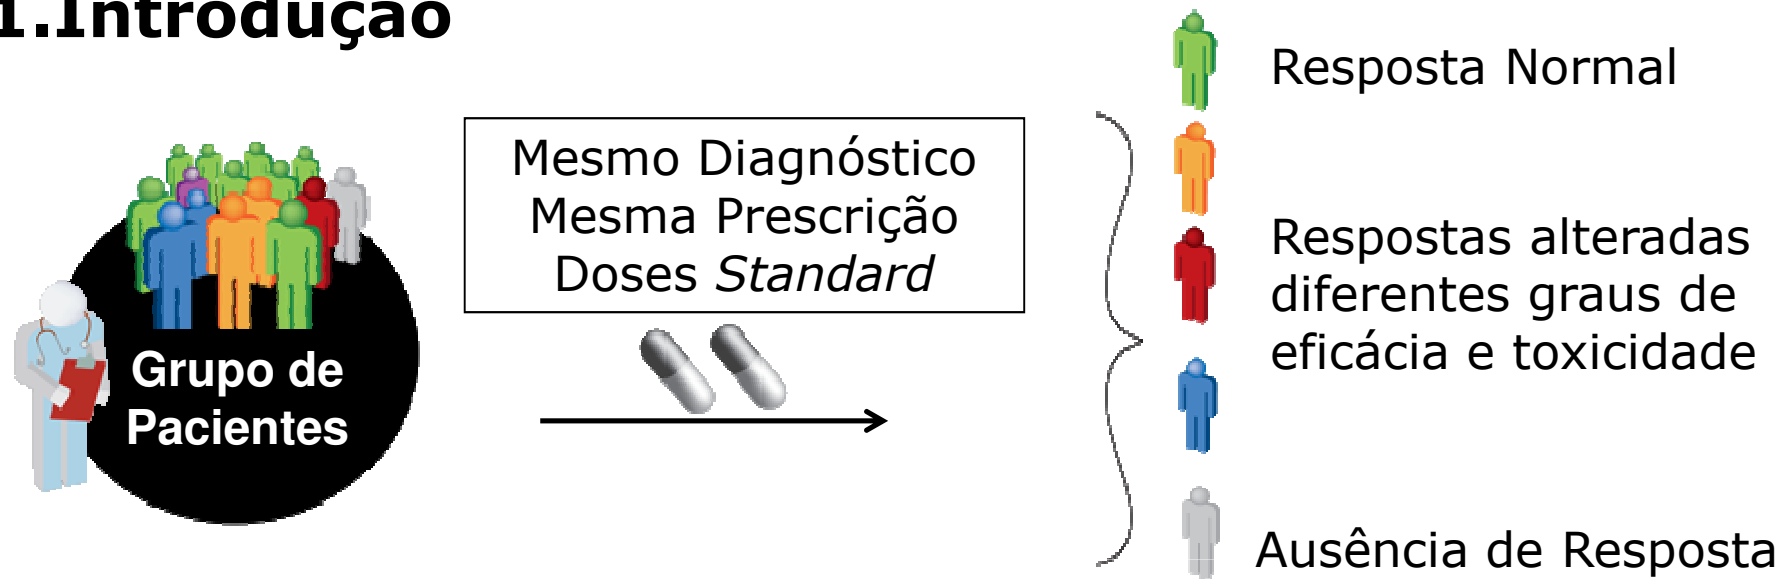 1.Introdução
Resposta Normal
Mesmo Diagnóstico
Mesma Prescrição
Doses Standard
Respostas alteradas
diferentes graus de
eficácia e toxicidade
Grupo de
Pacientes
Ausência de Resposta